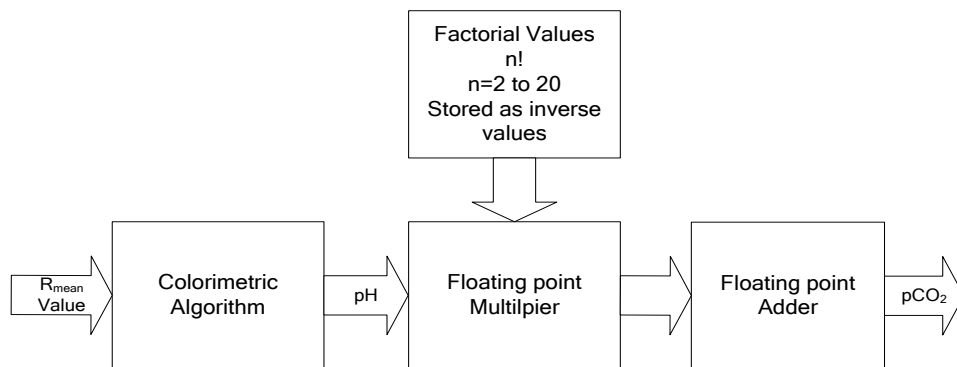 Factorial Values
n!
n=2 to 20
Stored as inverse
values
Rmean
Value
Colorimetric
Algorithm
pH
Floating point
Multilpier
Floating point
Adder
pCO₂